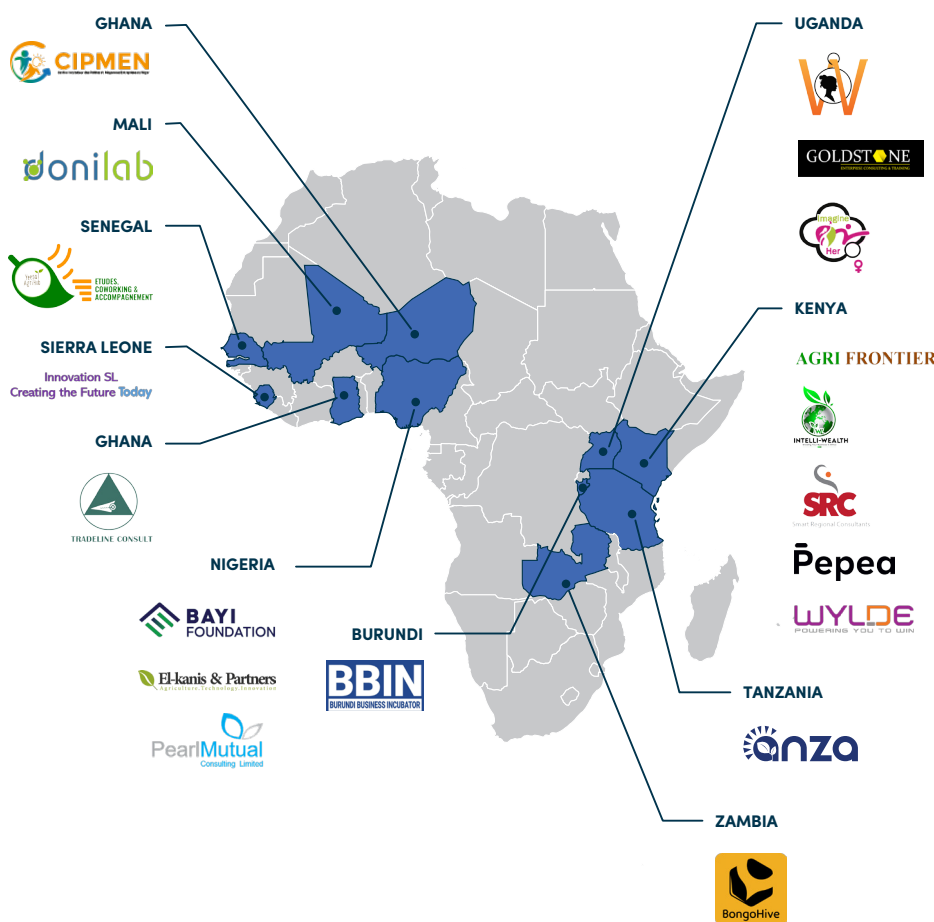 GHANA
CIPMEN
MALI
donilab
SENEGAL
ETUDES,
COWORKING &
ACCOMPAGNEMENT
SIERRA LEONE
Innovation SL
Creating the Future Today
GHANA
TRADELINE CONSULT
NIGERIA
BAYI
FOUNDATION
El-kanis & Partners
Agriculture. Technology. Innovation
PearlMutual
Consulting Limited
BURUNDI
BBIN
BURUNDI BUSINESS INCUBATOR
UGANDA
W
GOLDSTONE
ENTERPRISE CONSULTING & TRAINING
Imagine
Her
KENYA
AGRI FRONTIER
INTELLI-WEALTH
SRC
Smart Regional Consultants
Pepea
WYLDE
POWERING YOU TO WIN
TANZANIA
anza
ZAMBIA
BongoHive